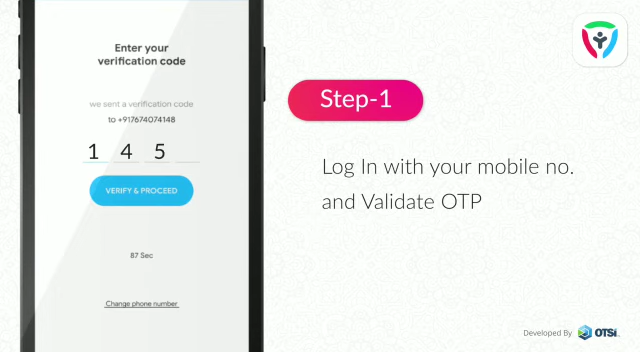 Enter your
verification code
we sent a verification code
to +917674074148
1 4 5
VERIFY & PROCEED
87 Sec
Change phone number
Step-1
Log In with your mobile no.
and Validate OTP
Developed By OTSi